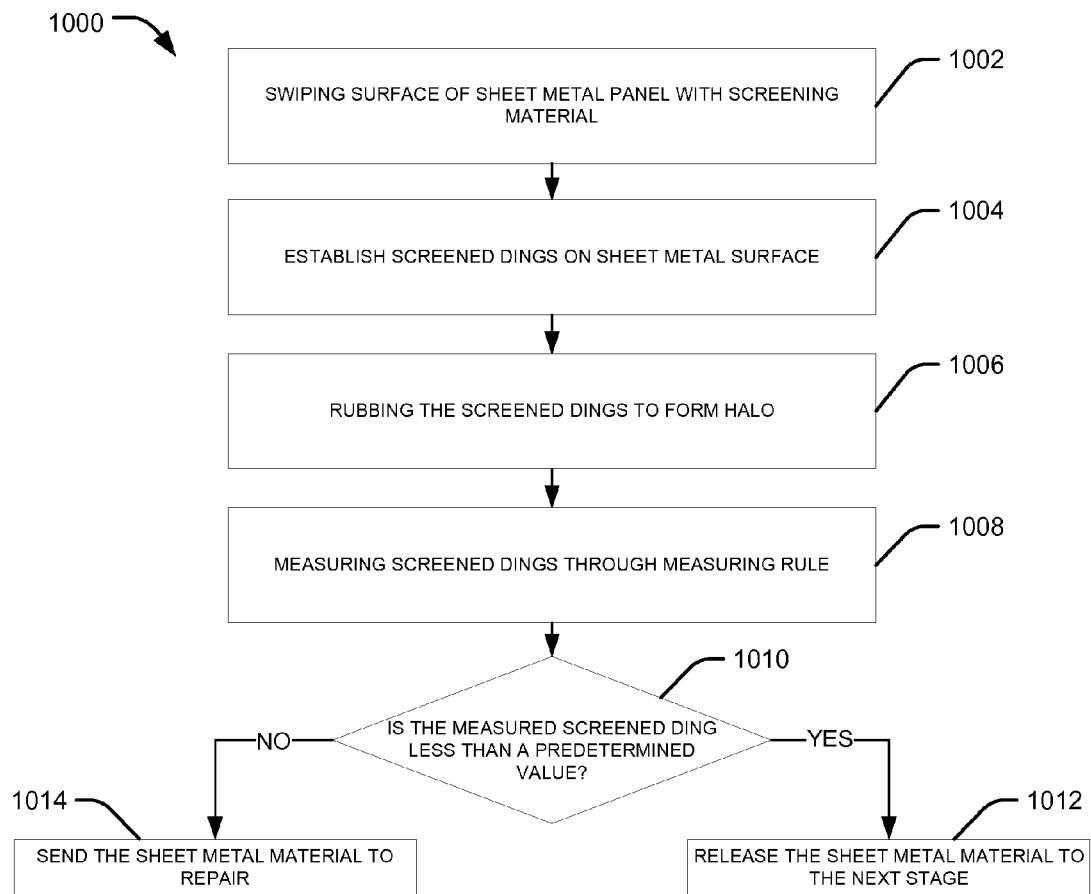 1000
1002
SWIPING SURFACE OF SHEET METAL PANEL WITH SCREENING
MATERIAL
1004
ESTABLISH SCREENED DINGS ON SHEET METAL SURFACE
1006
RUBBING THE SCREENED DINGS TO FORM HALO
1008
MEASURING SCREENED DINGS THROUGH MEASURING RULE
1010
IS THE MEASURED SCREENED DING
LESS THAN A PREDETERMINED
VALUE?
NO
YES
1014
SEND THE SHEET METAL MATERIAL TO
REPAIR
1012
RELEASE THE SHEET METAL MATERIAL TO
THE NEXT STAGE